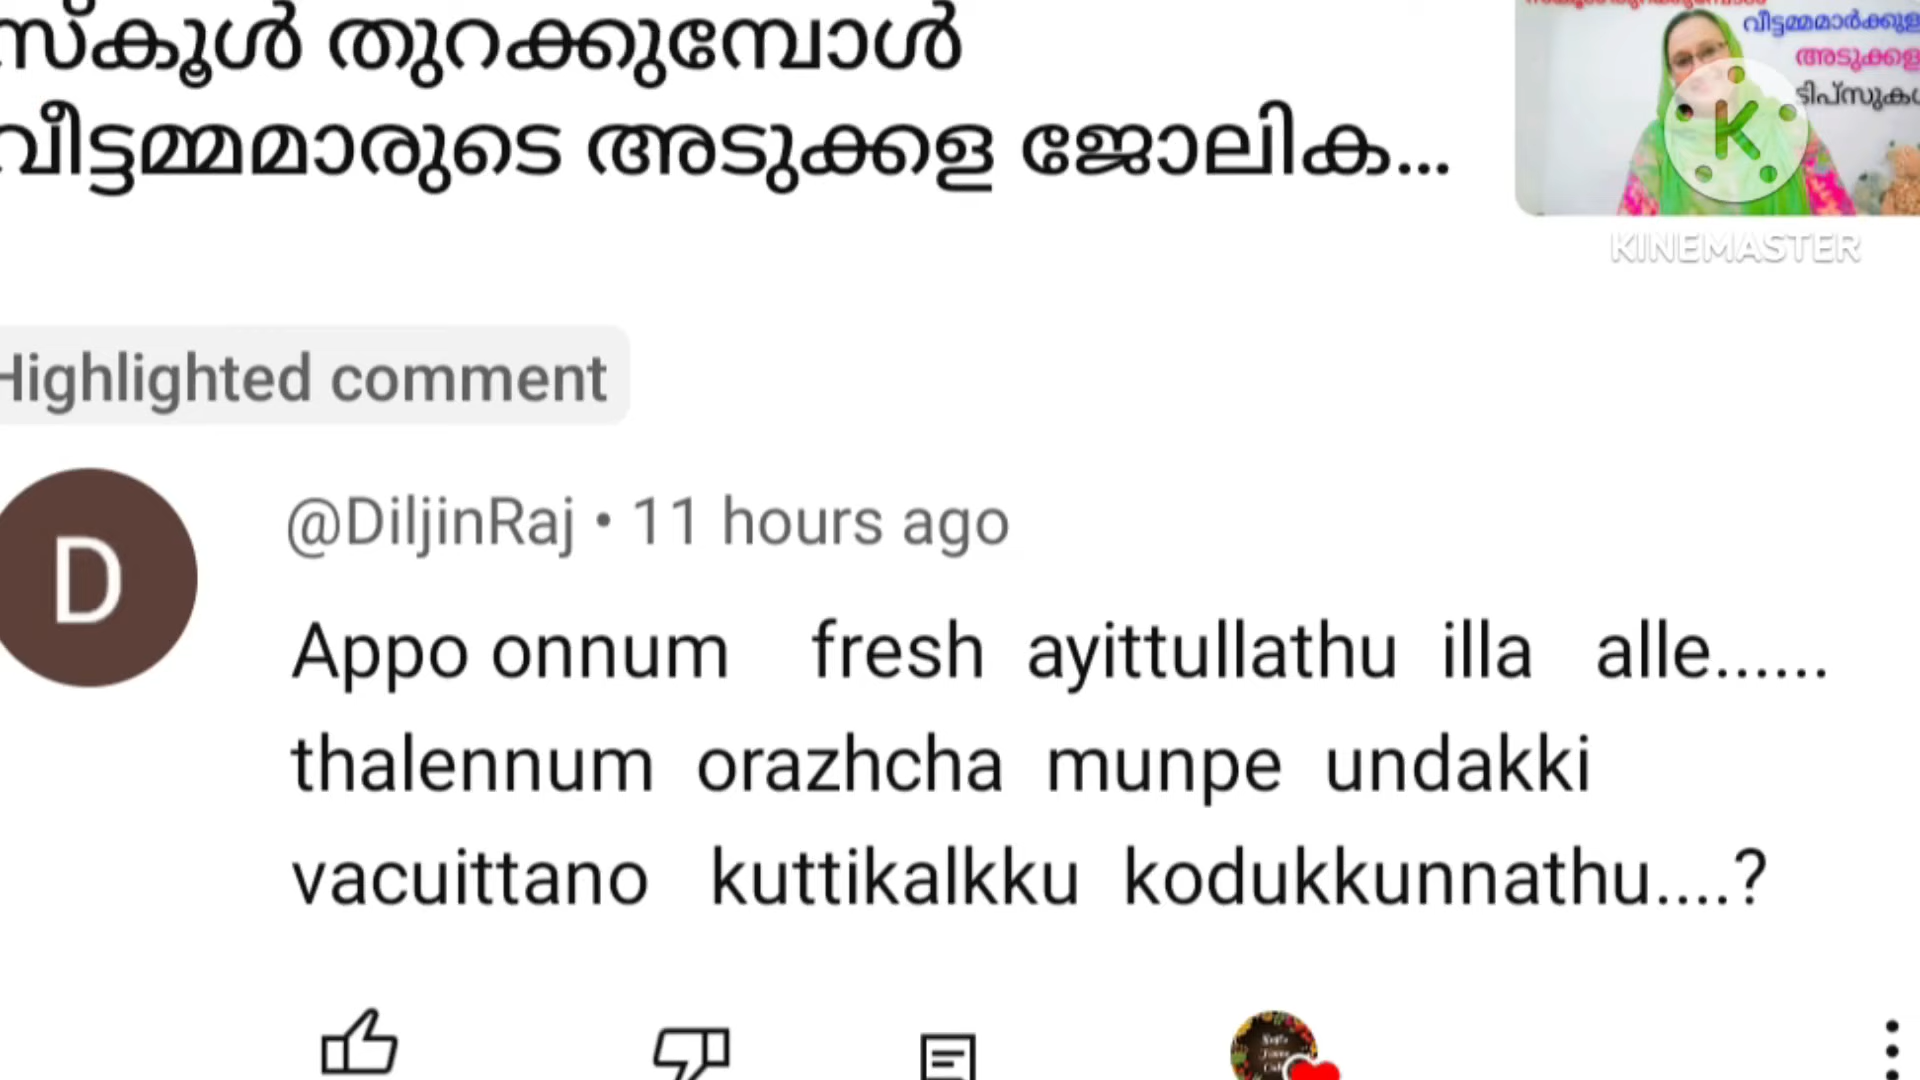 സ്കൂൾ തുറക്കുമ്പോൾ
വീട്ടമ്മമാരുടെ അടുക്കള ജോലിക...
വീട്ടമ്മമാർക്കുള
അടുക്കള
ടിപ്സുകൾ
K
KINEMASTER
Highlighted comment
D
@DiljinRaj • 11 hours ago
Appo onnum fresh ayittullathu illa alle......
thalennum orazhcha munpe undakki
vacuittano kuttikalkku kodukkunnathu....?